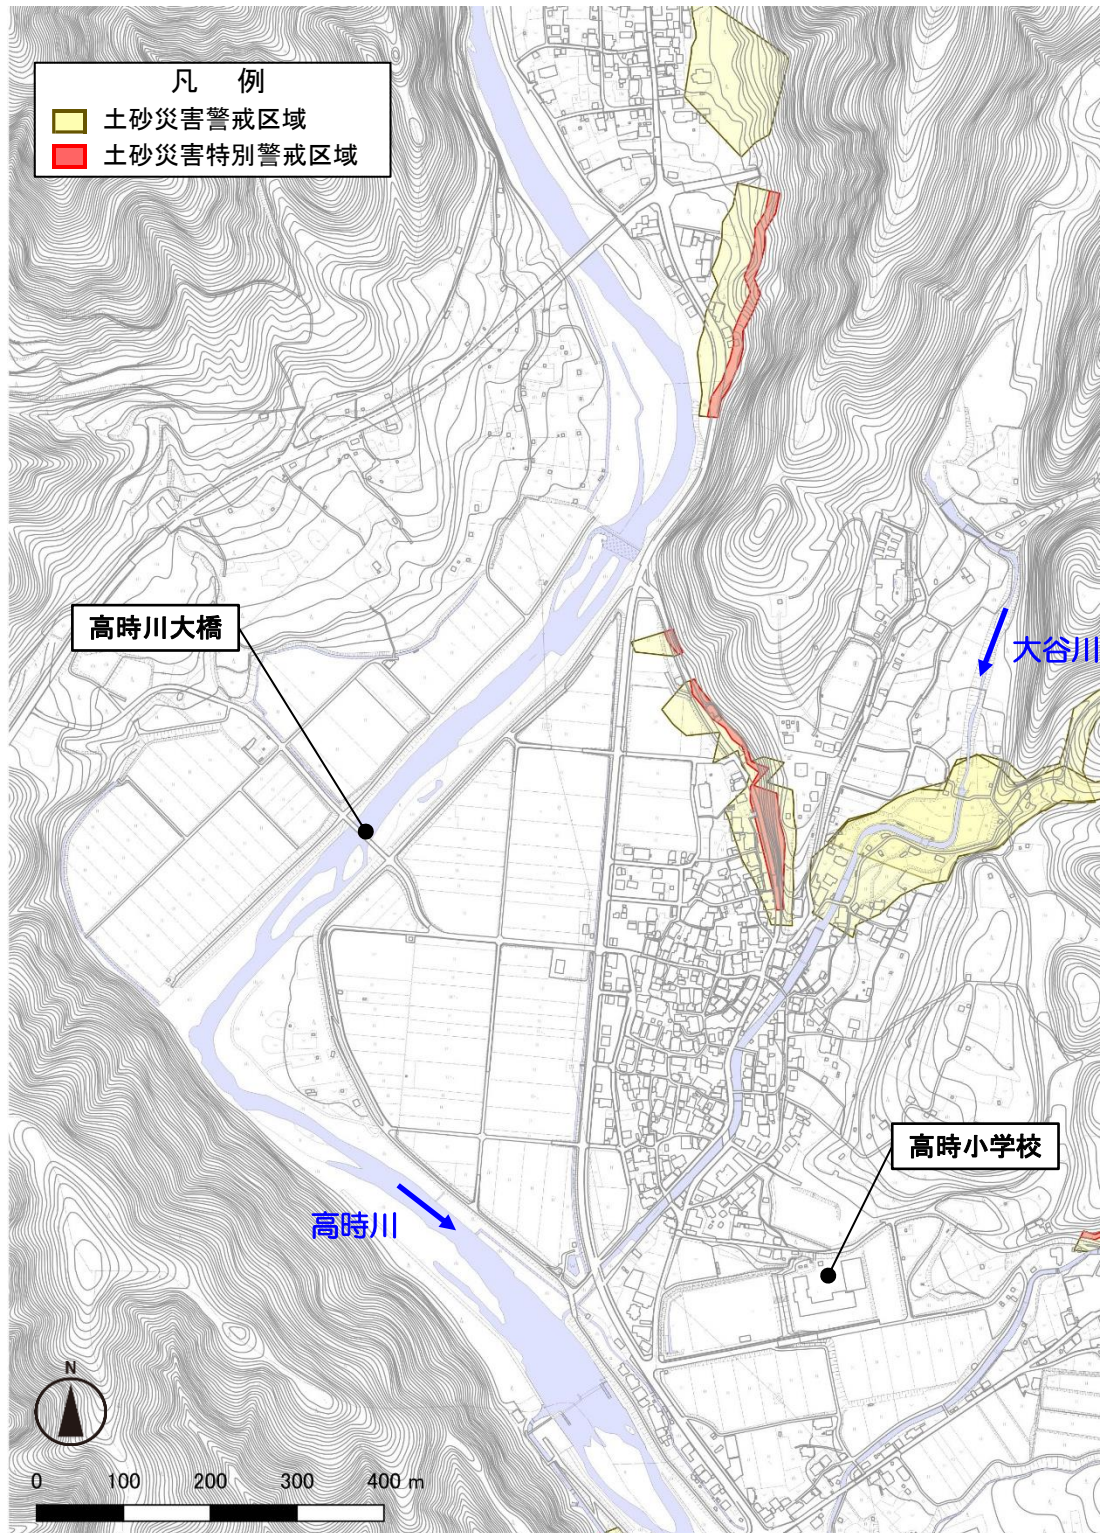 凡 例
土砂災害警戒区域
土砂災害特別警戒区域
高時川大橋
大谷川
高時小学校
高時川
N
0 100 200 300 400 m